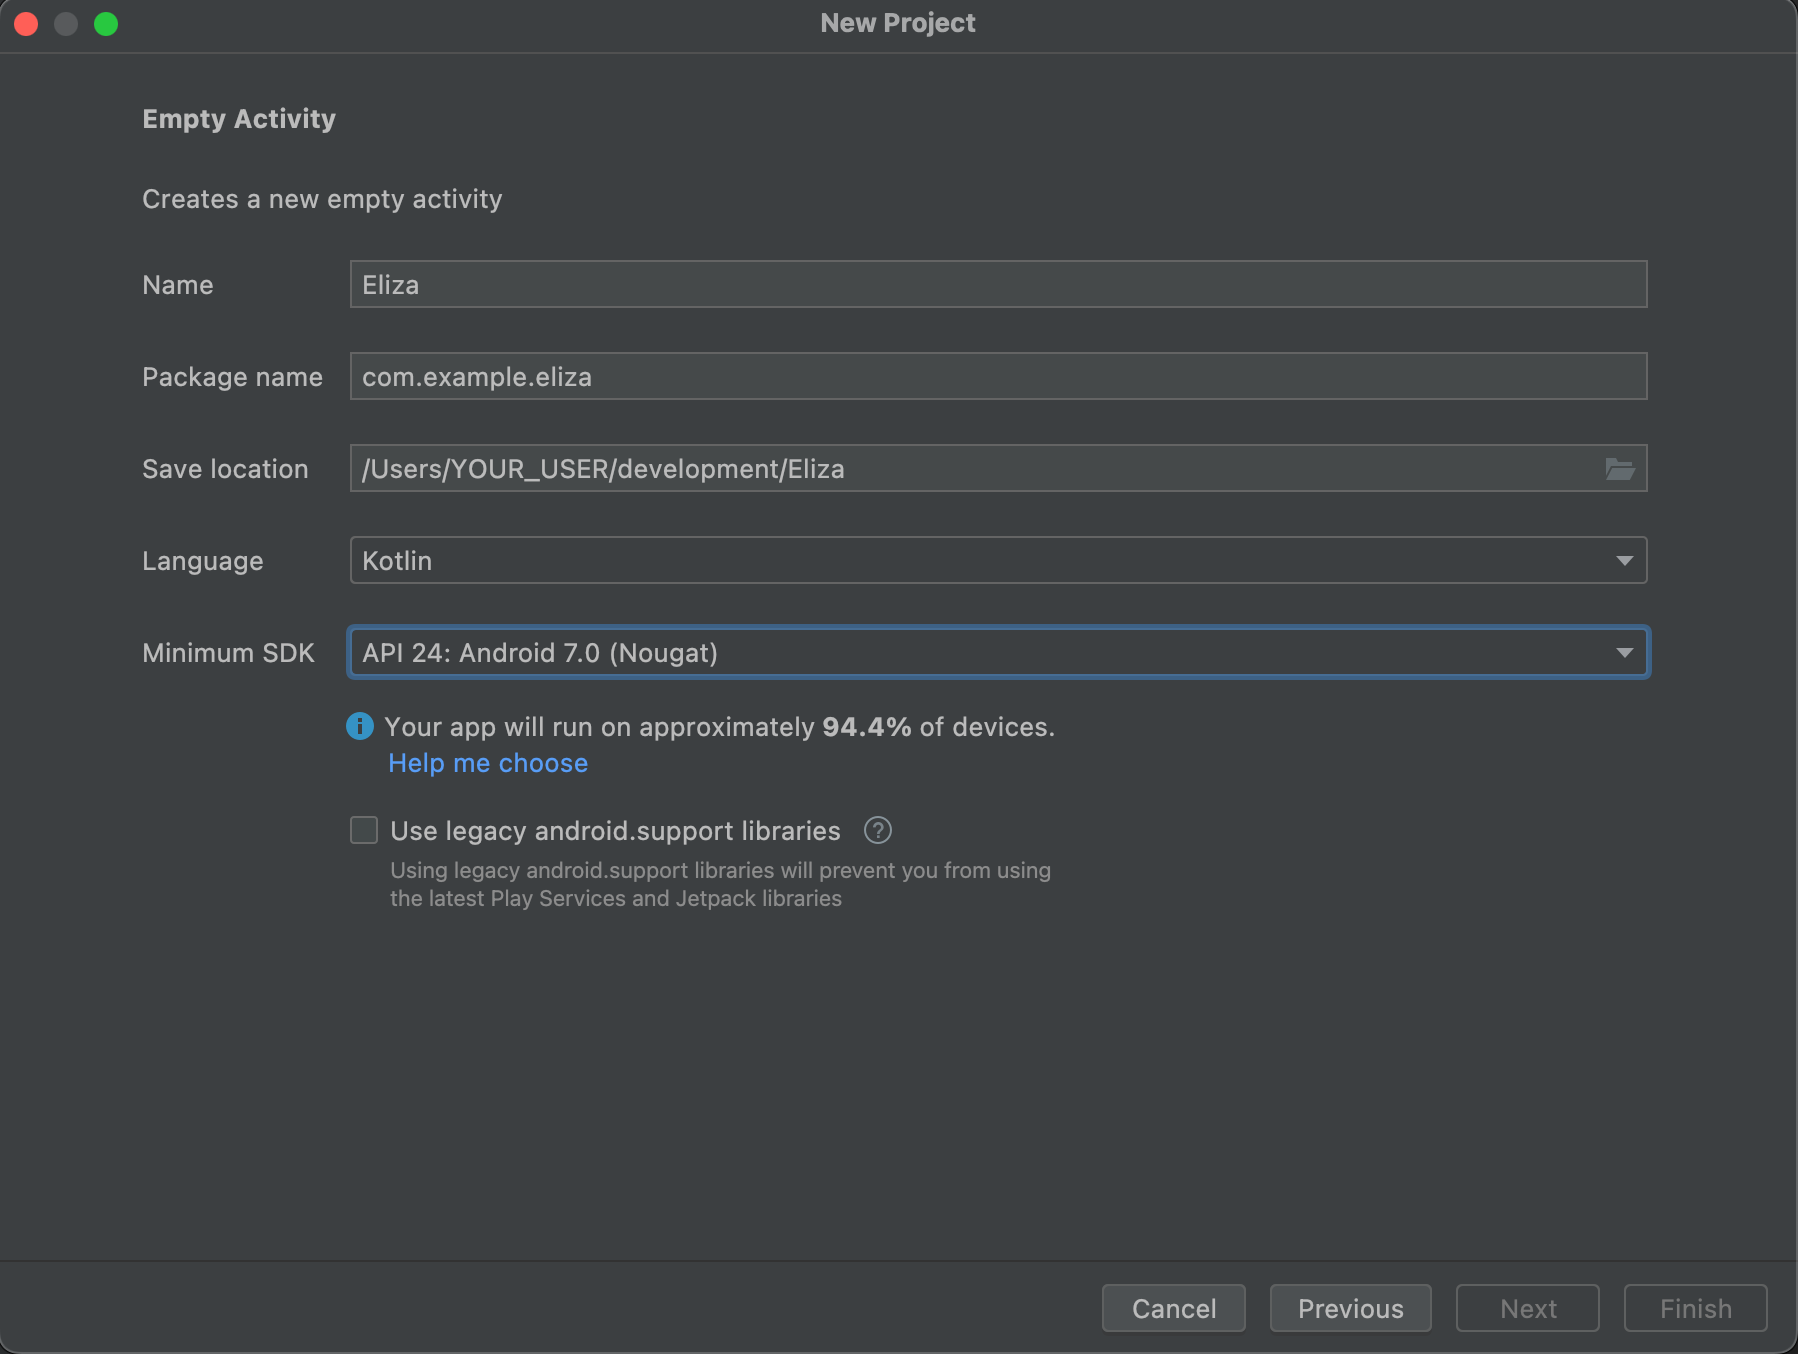 New Project
Empty Activity
Creates a new empty activity
Name
Eliza
Package name
com.example.eliza
Save location
/Users/YOUR_USER/development/Eliza
Language
Kotlin
Minimum SDK
API 24: Android 7.0 (Nougat)
Your app will run on approximately 94.4% of devices.
Help me choose
Use legacy android.support libraries
Using legacy android.support libraries will prevent you from using
the latest Play Services and Jetpack libraries
Cancel
Previous
Next
Finish